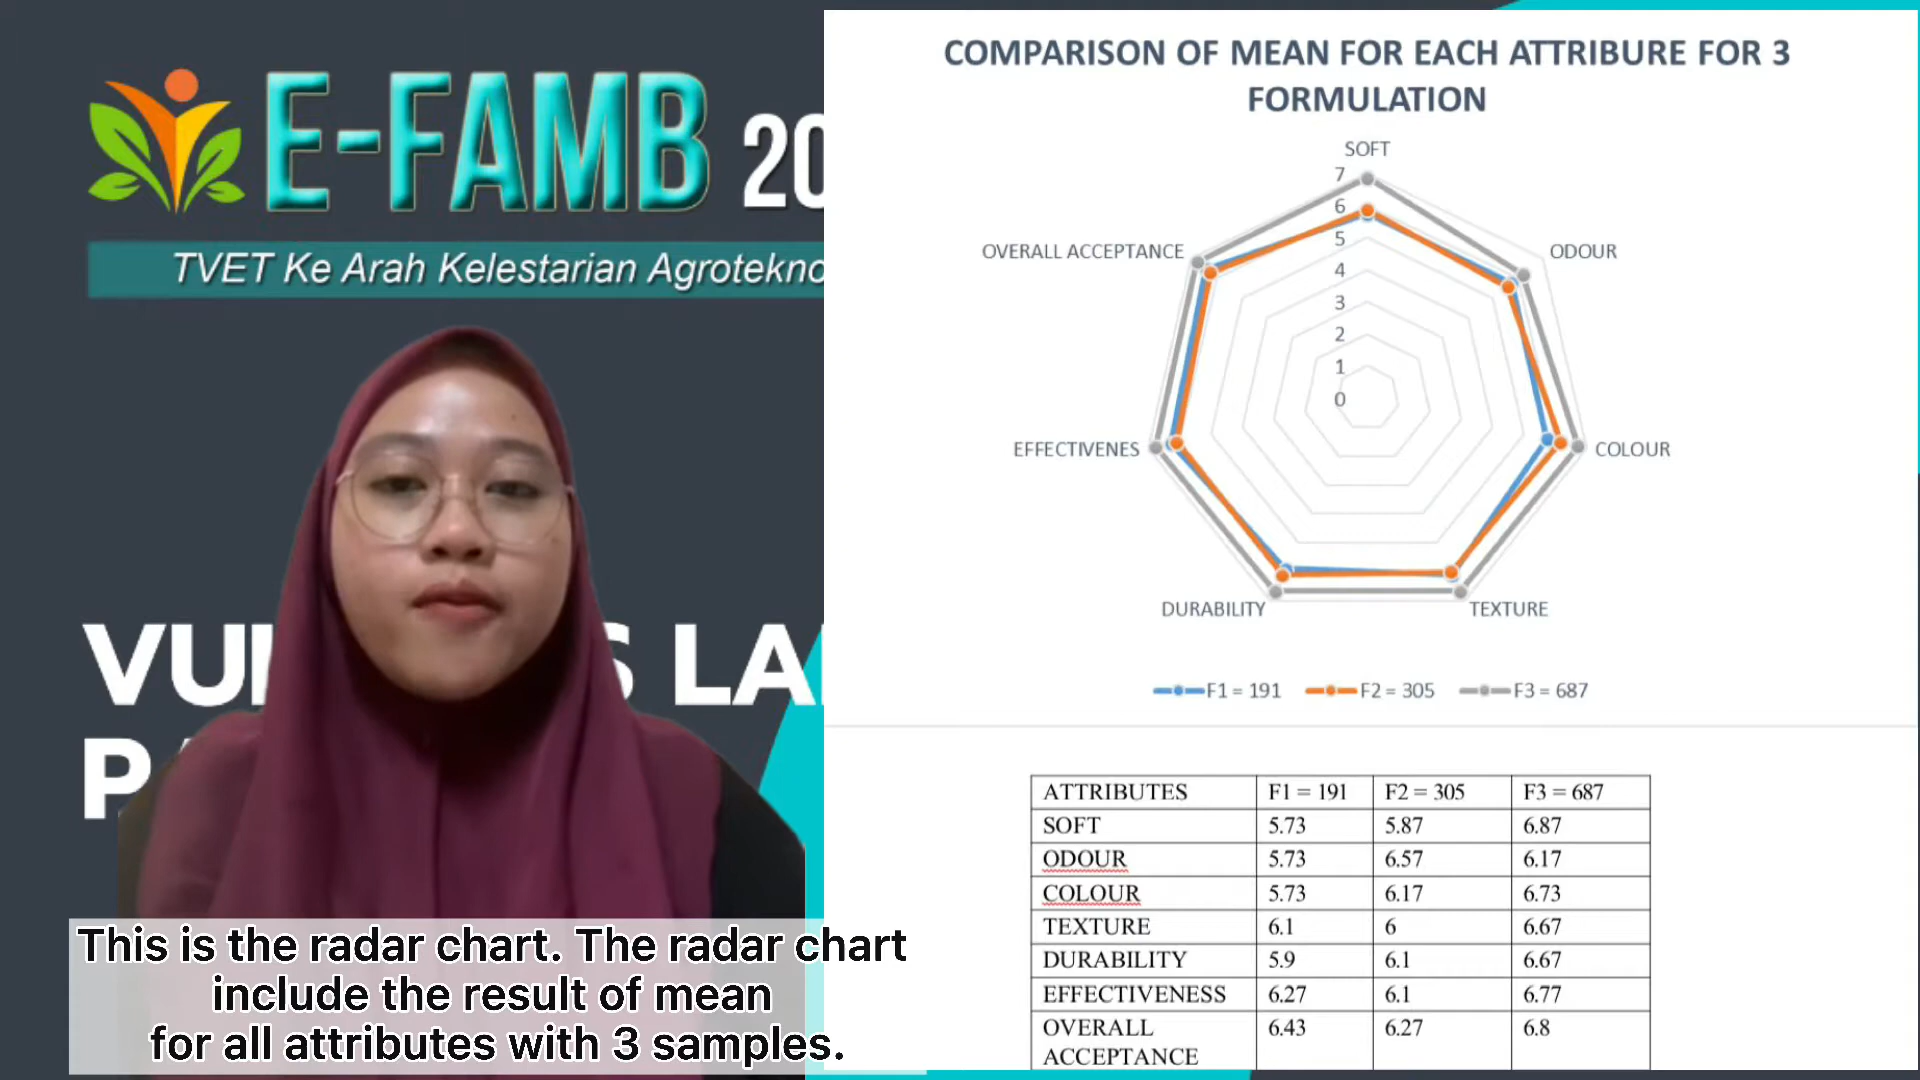 E-FAMB 20
TVET Ke Arah Kelestarian Agrotekno
S LA
P
COMPARISON OF MEAN FOR EACH ATTRIBURE FOR 3
FORMULATION
SOFT
7
6
5
4
3
2
1
0
ODOUR
OVERALL ACCEPTANCE
EFFECTIVENES
COLOUR
DURABILITY
TEXTURE
F1 = 191 F2 = 305 F3 = 687
ATTRIBUTES F1 = 191 F2 = 305 F3 = 687
SOFT 5.73 5.87 6.87
ODOUR 5.73 6.57 6.17
COLOUR 5.73 6.17 6.73
TEXTURE 6.1 6 6.67
DURABILITY 5.9 6.1 6.67
EFFECTIVENESS 6.27 6.1 6.77
OVERALL 6.43 6.27 6.8
ACCEPTANCE
This is the radar chart. The radar chart
include the result of mean
for all attributes with 3 samples.